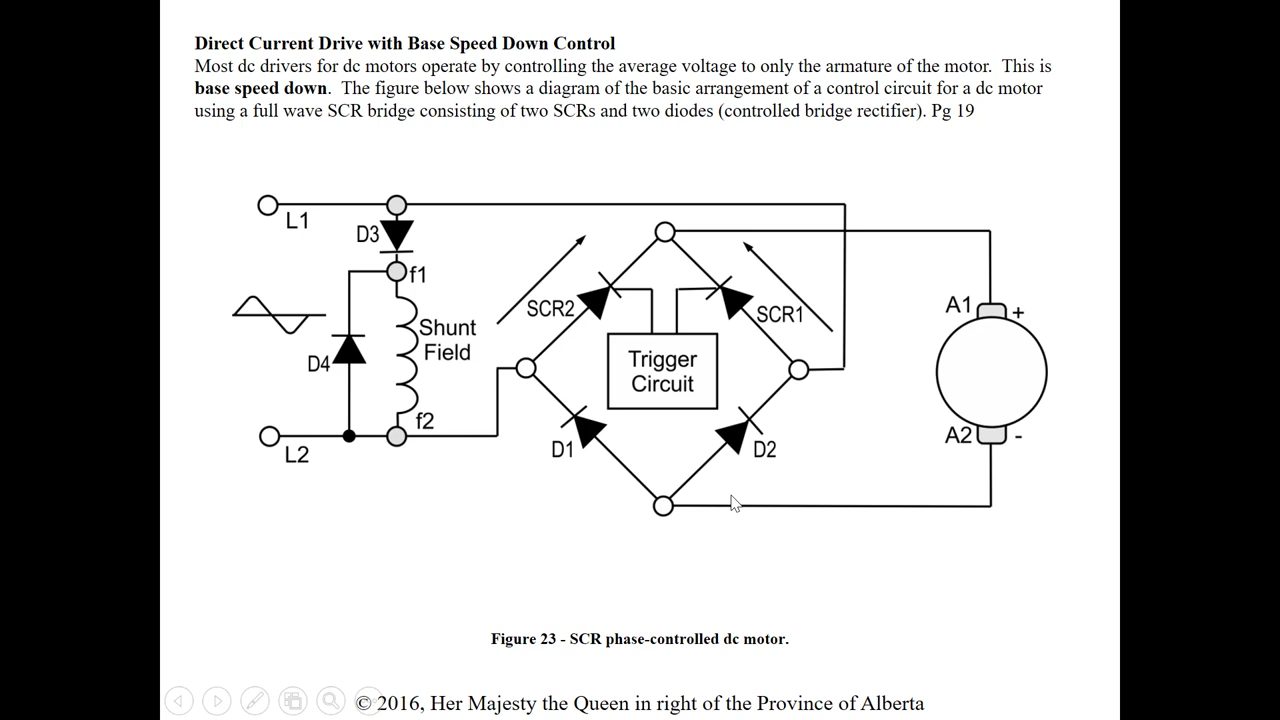 Direct Current Drive with Base Speed Down Control
Most dc drivers for dc motors operate by controlling the average voltage to only the armature of the motor.  This is
base speed down.  The figure below shows a diagram of the basic arrangement of a control circuit for a dc motor
using a full wave SCR bridge consisting of two SCRs and two diodes (controlled bridge rectifier). Pg 19
L1
D3
f1
SCR2
SCR1
A1
+
Shunt
Field
Trigger
Circuit
D4
f2
L2
D1
D2
A2
-
Figure 23 - SCR phase-controlled dc motor.
© 2016, Her Majesty the Queen in right of the Province of Alberta